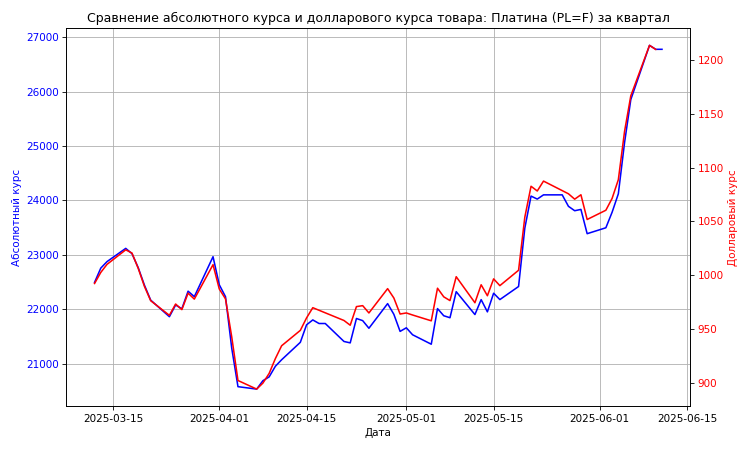 Сравнение абсолютного курса и долларового курса товара: Платина (PL=F) за квартал
27000
26000
25000
24000
23000
22000
21000
Абсолютный курс
1200
1150
1100
1050
1000
950
900
Долларовый курс
2025-03-15 2025-04-01 2025-04-15 2025-05-01 2025-05-15 2025-06-01 2025-06-15
Дата